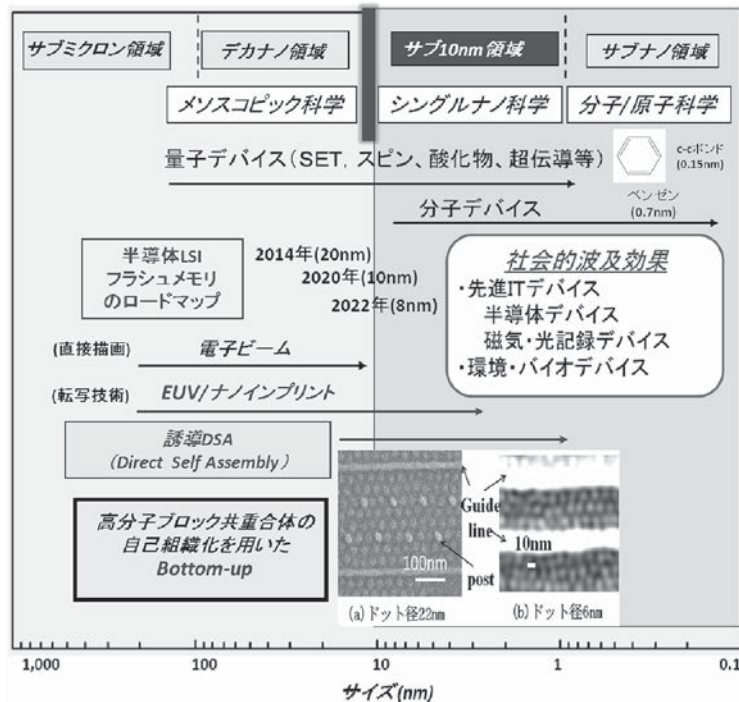 サブミクロン領域
デカナノ領域
サブ10nm領域
サブナノ領域
メソスコピック科学
シングルナノ科学
分子/原子科学
量子デバイス(SET, スピン、酸化物、超伝導等)
c-cボンド
(0.15nm)
分子デバイス
ベンゼン
(0.7nm)
半導体LSI
フラッシュメモリ
のロードマップ
2014年(20nm)
2020年(10nm)
2022年(8nm)
社会的波及効果
・先進ITデバイス
半導体デバイス
磁気・光記録デバイス
・環境・バイオデバイス
(直接描画)
電子ビーム
(転写技術)
EUV/ナノインプリント
誘導DSA
(Direct Self Assembly)
高分子ブロック共重合体の
自己組織化を用いた
Bottom-up
Guide
line
10nm
100nm
post
(a)ドット径22nm
(b)ドット径6nm
1,000
100
10
1
0.1
サイズ(nm)